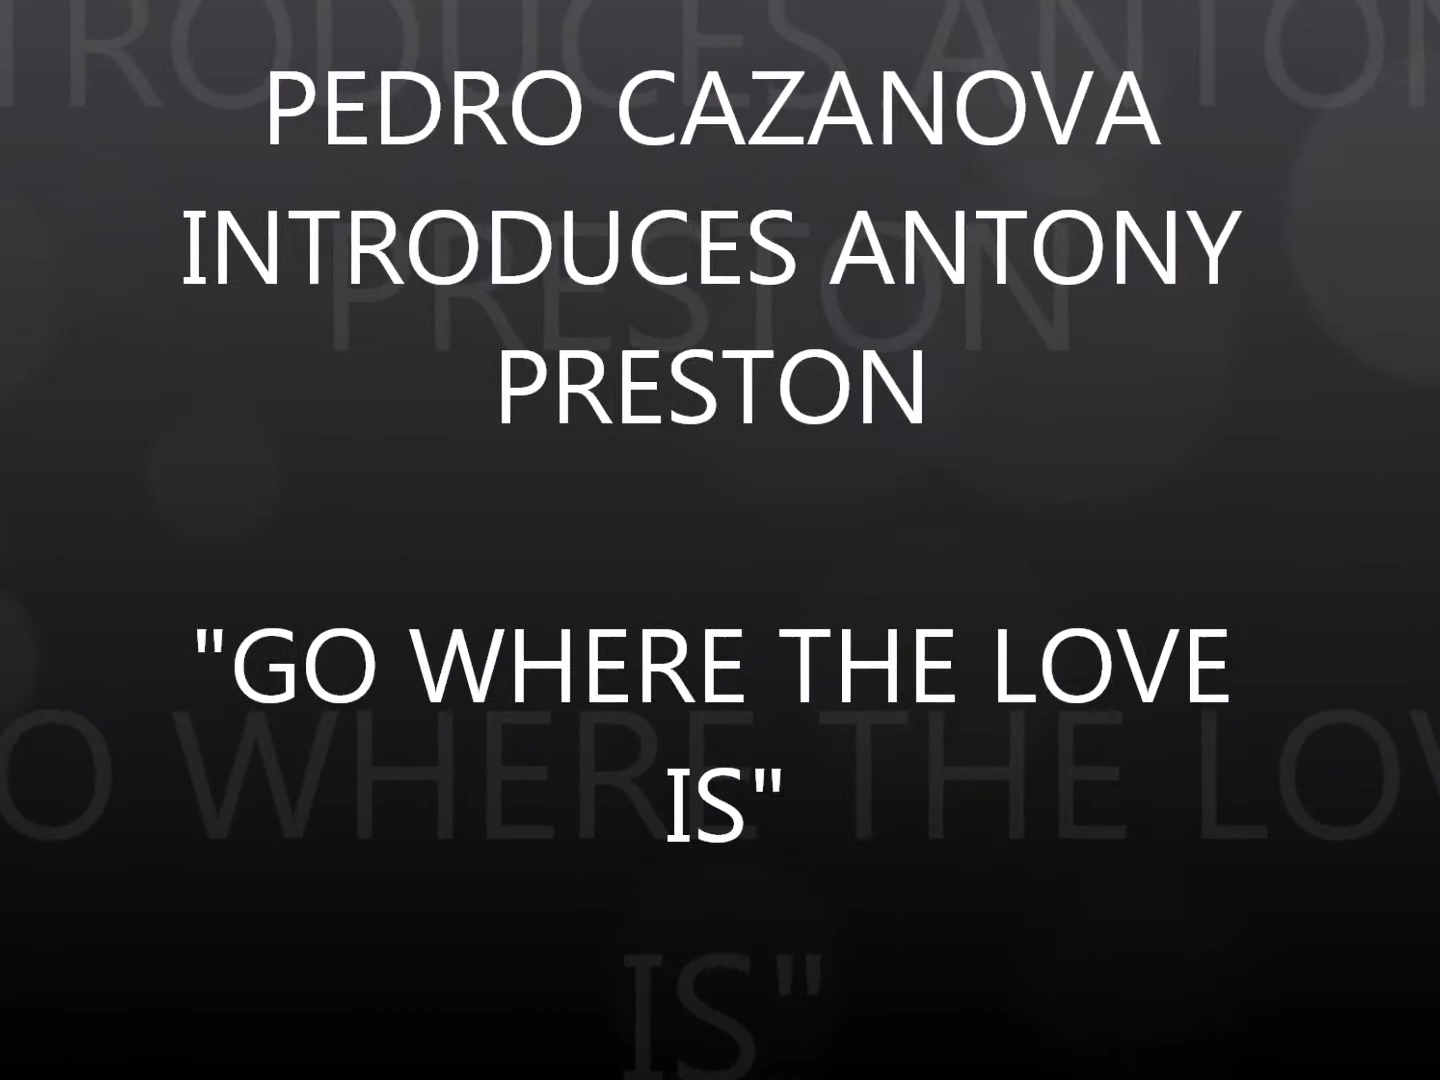 PEDRO CAZANOVA
INTRODUCES ANTONY
PRESTON
"GO WHERE THE LOVE
IS"